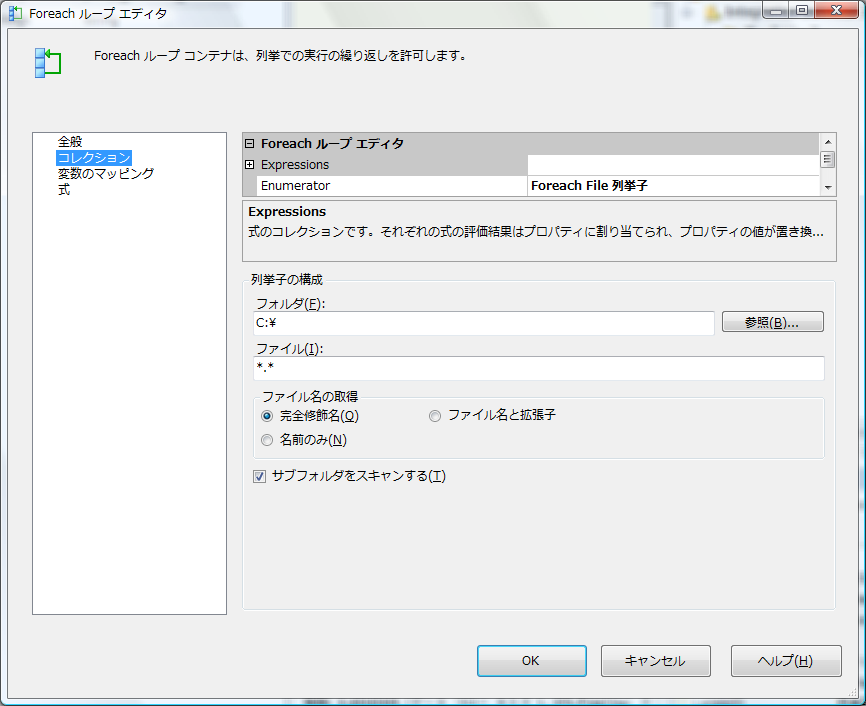 Foreach ループ エディタ
Foreach ループ コンテナは、列挙での実行の繰り返しを許可します。
全般
コレクション
変数のマッピング
式
Foreach ループ エディタ
Expressions
Enumerator Foreach File 列挙子
Expressions
式のコレクションです。それぞれの式の評価結果はプロパティに割り当てられ、プロパティの値が置き換...
列挙子の構成
フォルダ(F):
C:¥
参照(B)...
ファイル(I):
*.*
ファイル名の取得
完全修飾名(Q) ファイル名と拡張子
名前のみ(N)
サブフォルダをスキャンする(T)
OK キャンセル ヘルプ(H)